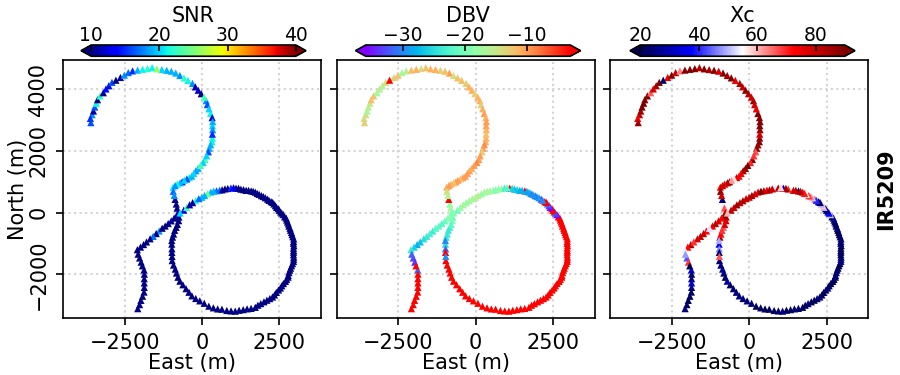 SNR DBV Xc
10 20 30 40 −30 −20 −10 20 40 60 80
4000
2000
0
−2000
North (m)
IR5209
−2500 0 2500 −2500 0 2500 −2500 0 2500
East (m) East (m) East (m)